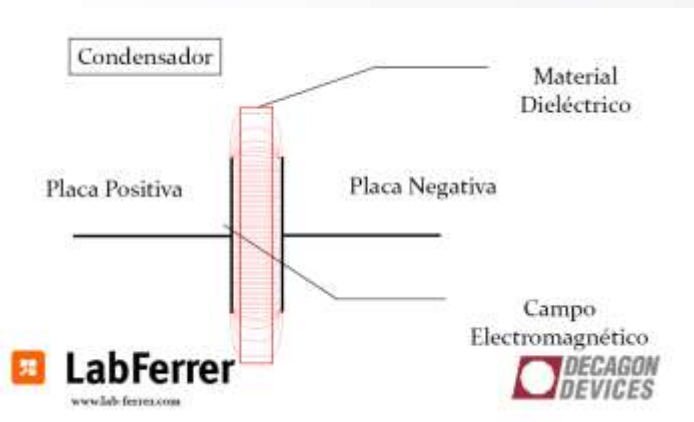 Condensador
Material
Dieléctrico
Placa Positiva
Placa Negativa
Campo
Electromagnético
LabFerrer
www.lab-ferrer.com
DECAGON
DEVICES